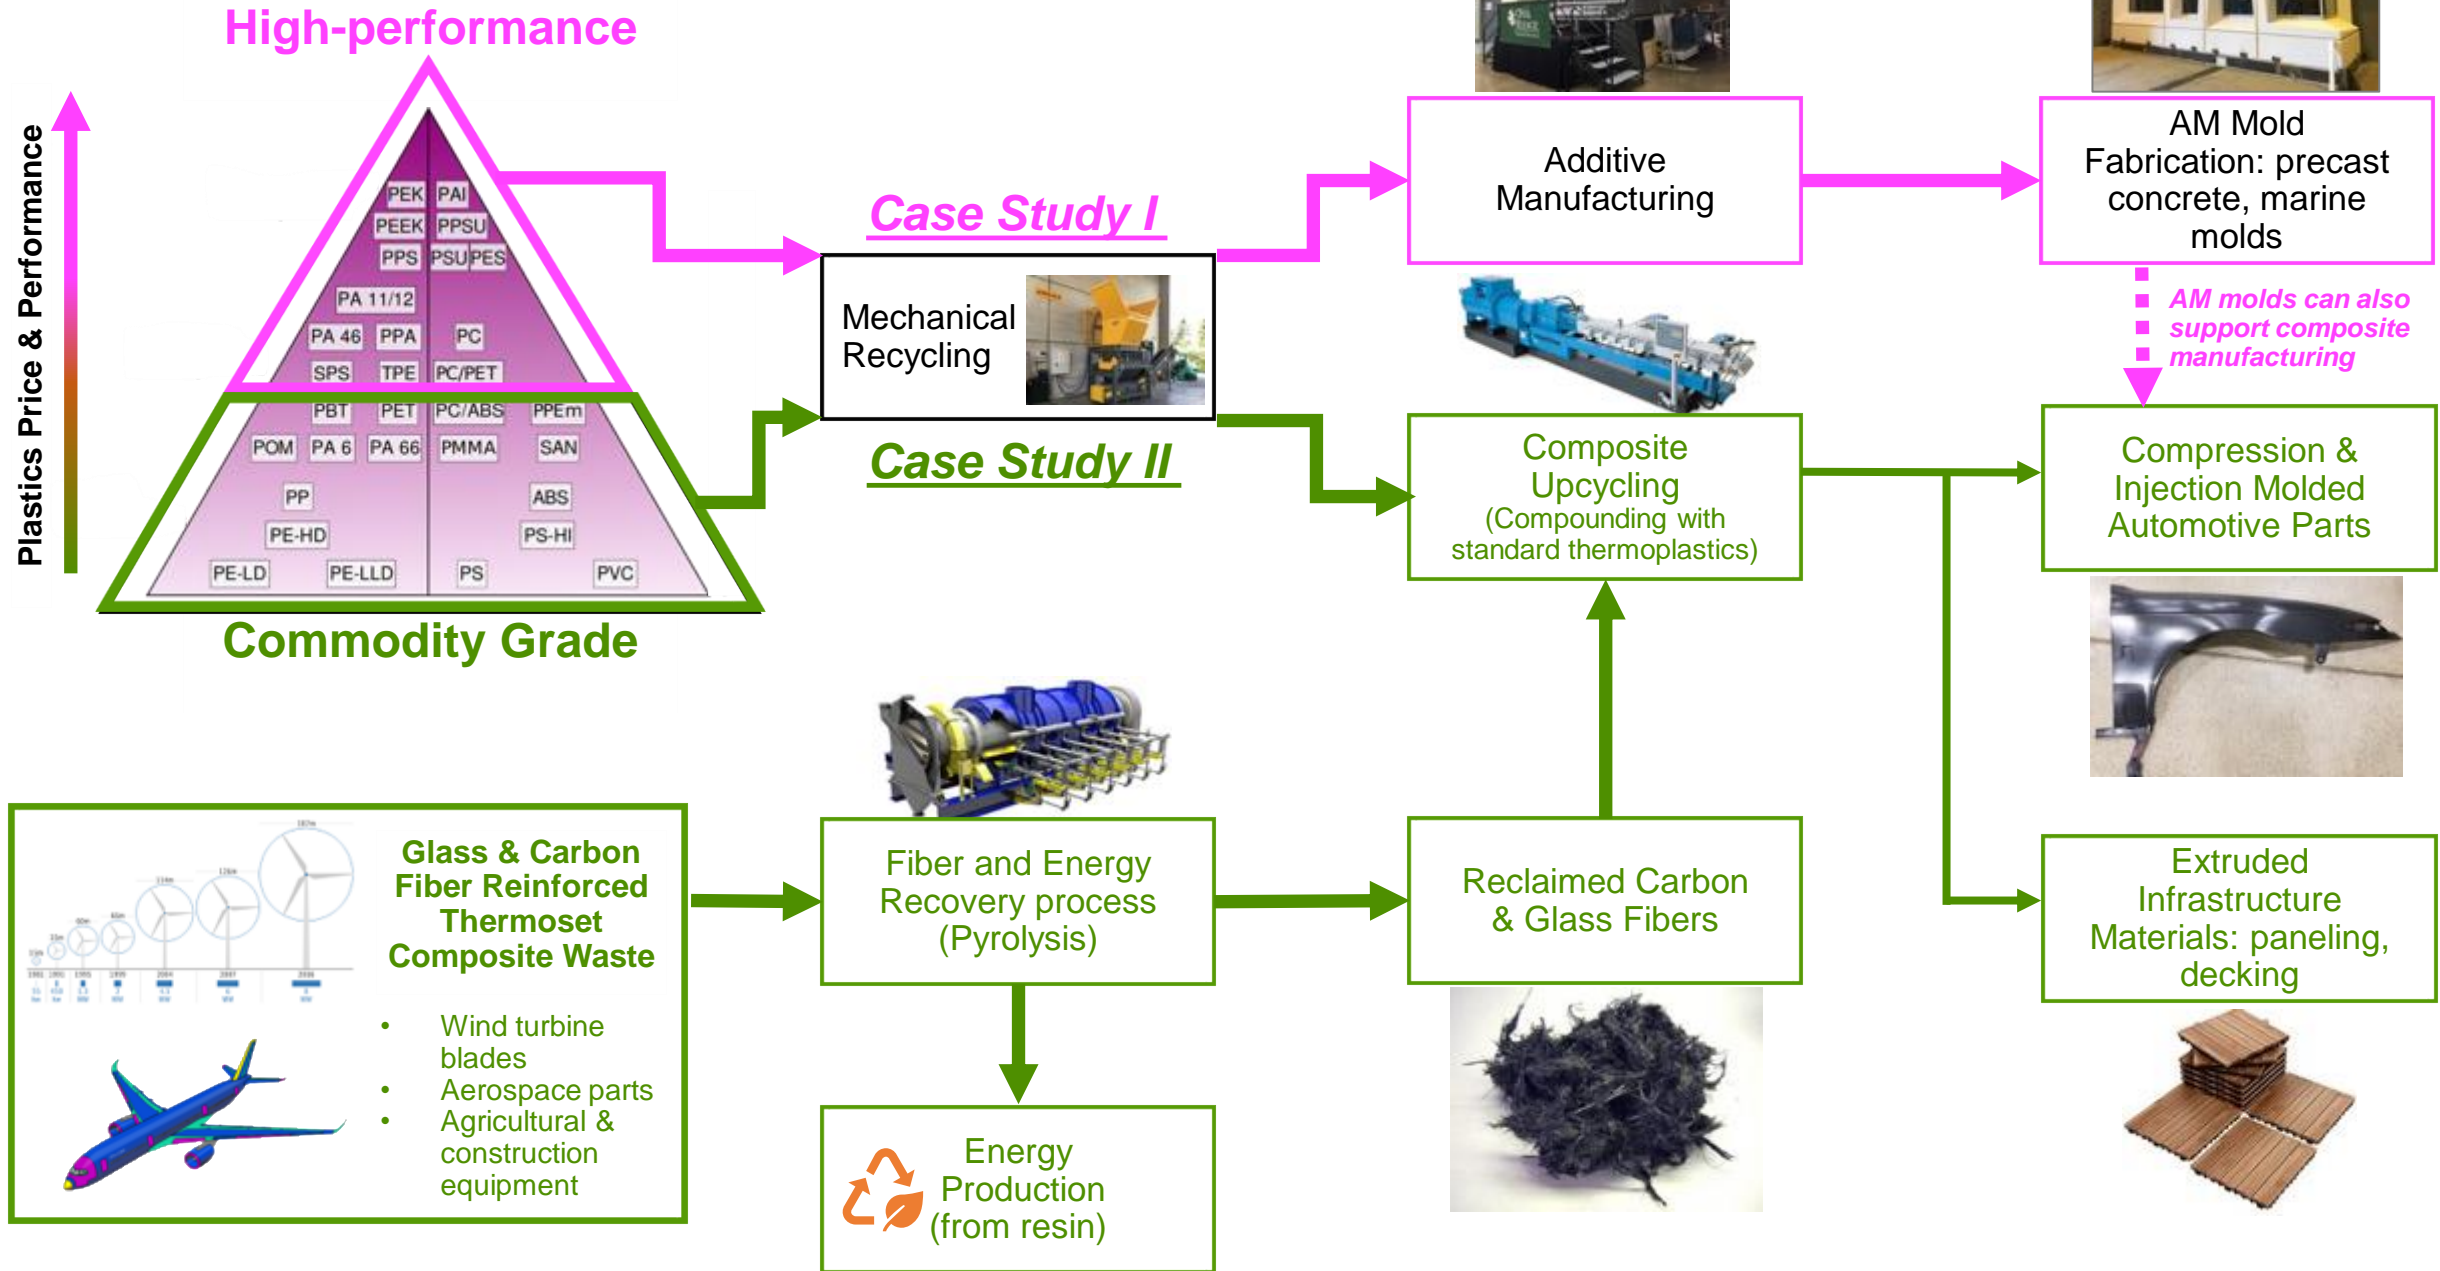 High-performance
Plastics Price & Performance
PEK PAI
PEEK PPSU
PPS PSU PES
PA 11/12
PA 46 PPA PC
SPS TPE PC/PET
PBT PET PC/ABS PPEm
POM PA 6 PA 66 PMMA SAN
PP ABS
PE-HD PS-HI
PE-LD PE-LLD PS PVC
Commodity Grade
Case Study I
Mechanical
Recycling
Case Study II
Additive
Manufacturing
AM Mold
Fabrication: precast
concrete, marine
molds
AM molds can also
support composite
manufacturing
Composite
Upcycling
(Compounding with
standard thermoplastics)
Compression &
Injection Molded
Automotive Parts
Glass & Carbon
Fiber Reinforced
Thermoset
Composite Waste
• Wind turbine
blades
• Aerospace parts
• Agricultural &
construction
equipment
Fiber and Energy
Recovery process
(Pyrolysis)
Reclaimed Carbon
& Glass Fibers
Extruded
Infrastructure
Materials: paneling,
decking
Energy
Production
(from resin)